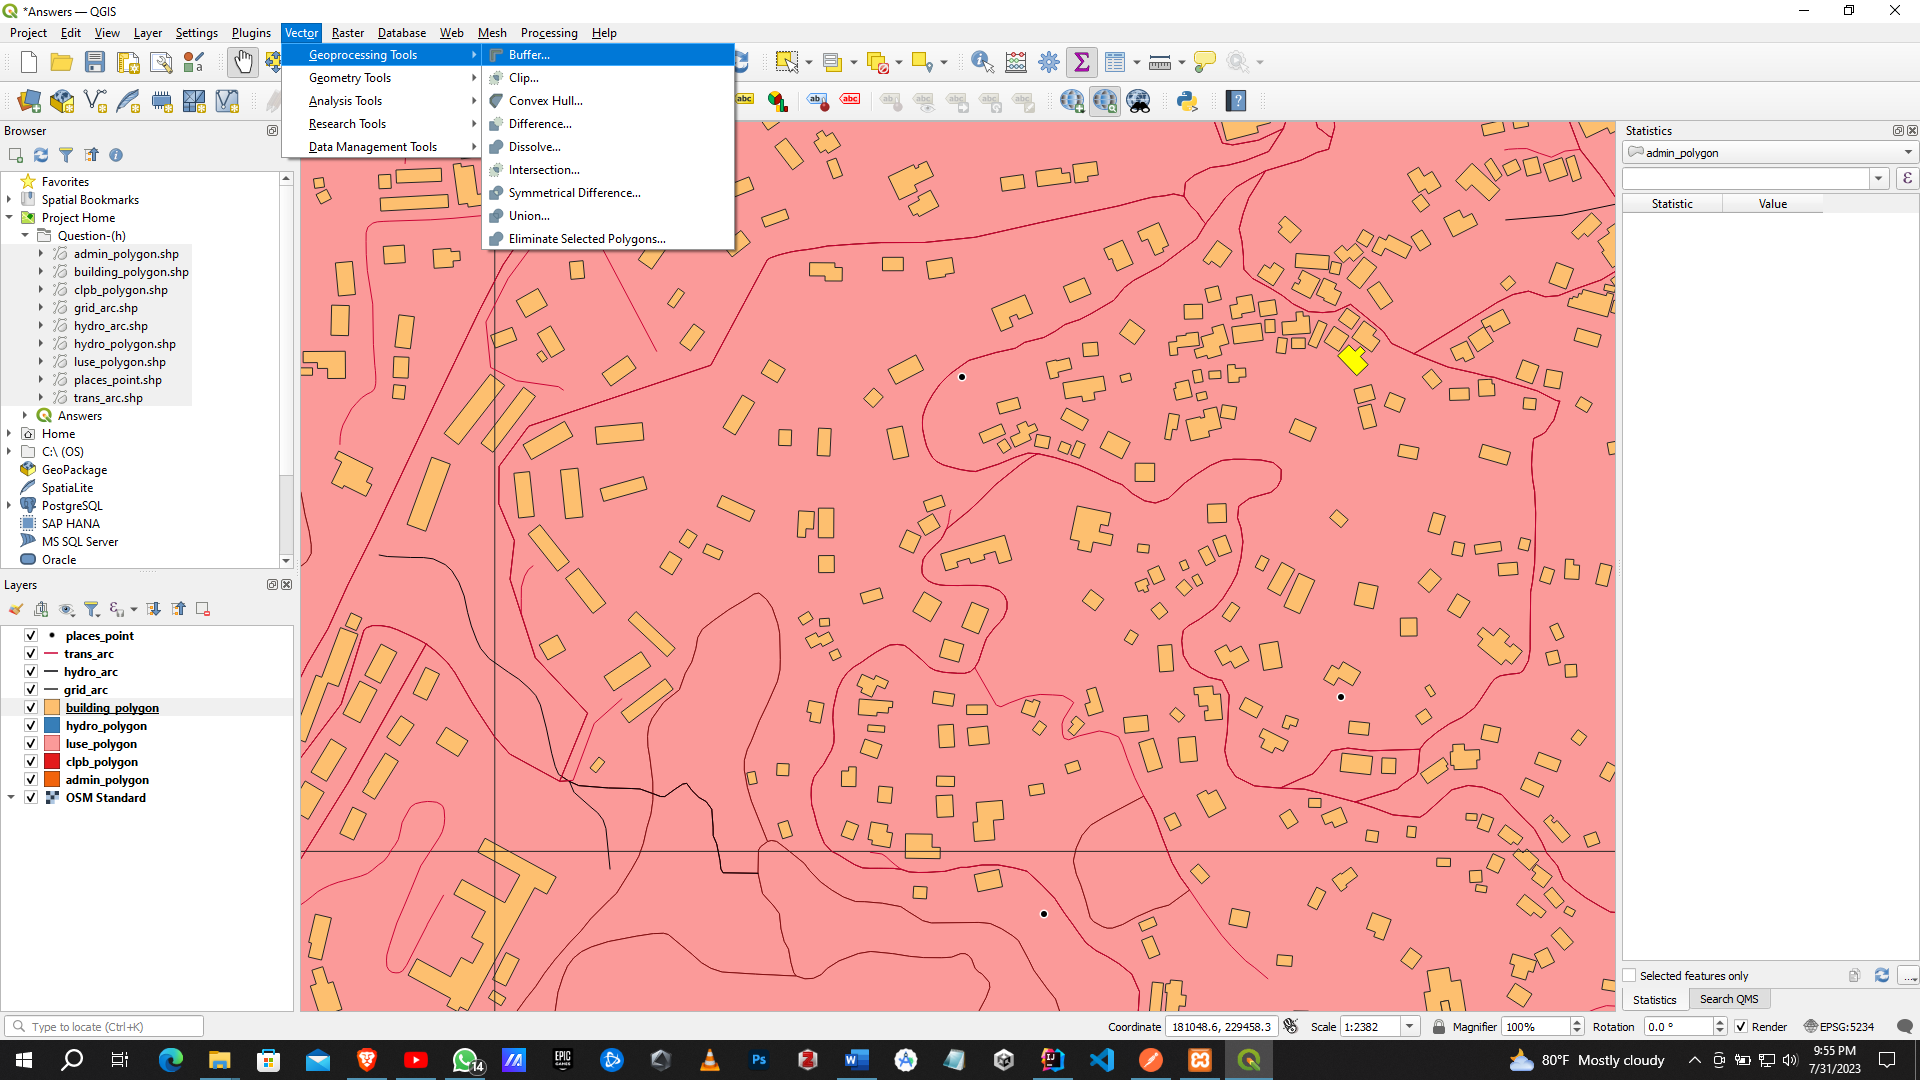 *Answers — QGIS
Project Edit View Layer Settings Plugins Vector Raster Database Web Mesh Processing Help
Geoprocessing Tools
Geometry Tools
Analysis Tools
Research Tools
Data Management Tools
Buffer...
Clip...
Convex Hull...
Difference...
Dissolve...
Intersection...
Symmetrical Difference...
Union...
Eliminate Selected Polygons...
abc
abc
abc
Browser
Favorites
Spatial Bookmarks
Project Home
Question-(h)
admin_polygon.shp
building_polygon.shp
clpb_polygon.shp
grid_arc.shp
hydro_arc.shp
hydro_polygon.shp
luse_polygon.shp
places_point.shp
trans_arc.shp
Answers
Home
C:\ (OS)
GeoPackage
SpatiaLite
PostgreSQL
SAP HANA
MS SQL Server
Oracle
Layers
places_point
trans_arc
hydro_arc
grid_arc
building_polygon
hydro_polygon
luse_polygon
clpb_polygon
admin_polygon
OSM Standard
Statistics
admin_polygon
ε
Statistic Value
Selected features only
...
Statistics Search QMS
Type to locate (Ctrl+K)
Coordinate 181048.6, 229458.3 Scale 1:2382 Magnifier 100% Rotation 0.0 ° Render EPSG:5234
14
EPIC GAMES
Ps
W
80°F Mostly cloudy
9:55 PM
7/31/2023